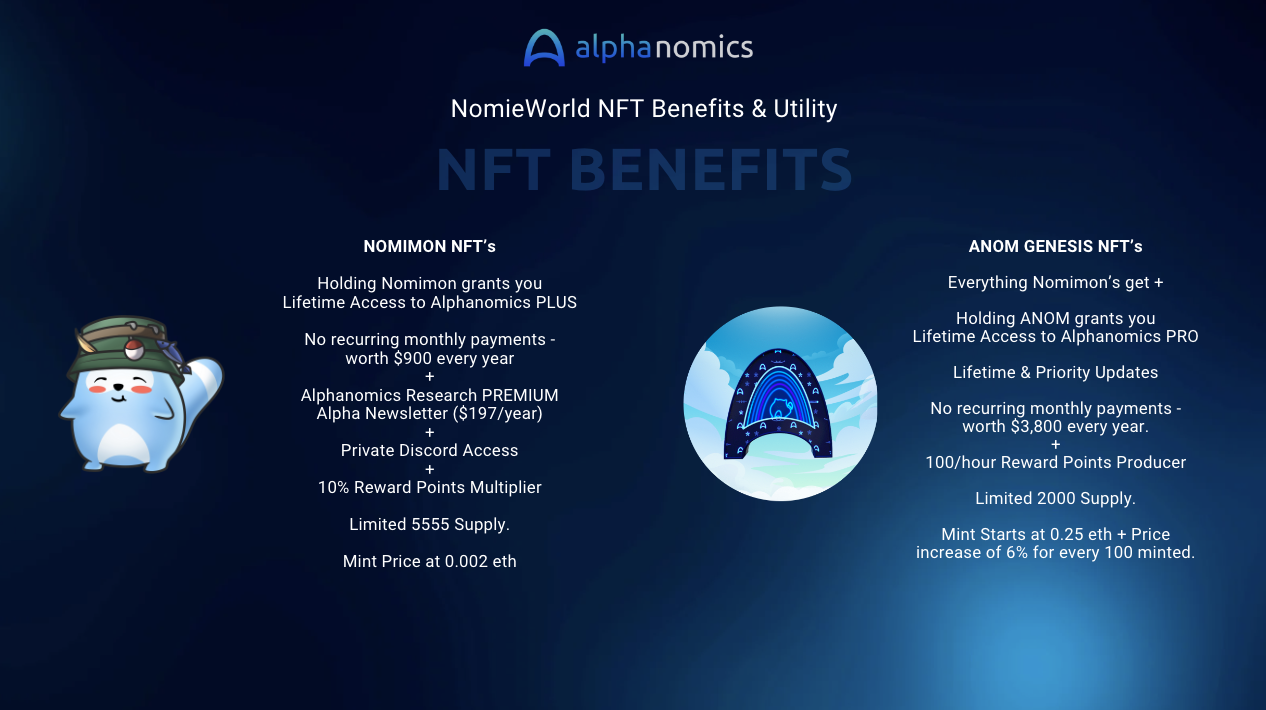 alphanomics
NomieWorld NFT Benefits & Utility
NFT BENEFITS
NOMIMON NFT’s
Holding Nomimon grants you
Lifetime Access to Alphanomics PLUS
No recurring monthly payments -
worth $900 every year
+
Alphanomics Research PREMIUM
Alpha Newsletter ($197/year)
+
Private Discord Access
+
10% Reward Points Multiplier
Limited 5555 Supply.
Mint Price at 0.002 eth
ANOM GENESIS NFT’s
Everything Nomimon’s get +
Holding ANOM grants you
Lifetime Access to Alphanomics PRO
Lifetime & Priority Updates
No recurring monthly payments -
worth $3,800 every year.
+
100/hour Reward Points Producer
Limited 2000 Supply.
Mint Starts at 0.25 eth + Price
increase of 6% for every 100 minted.